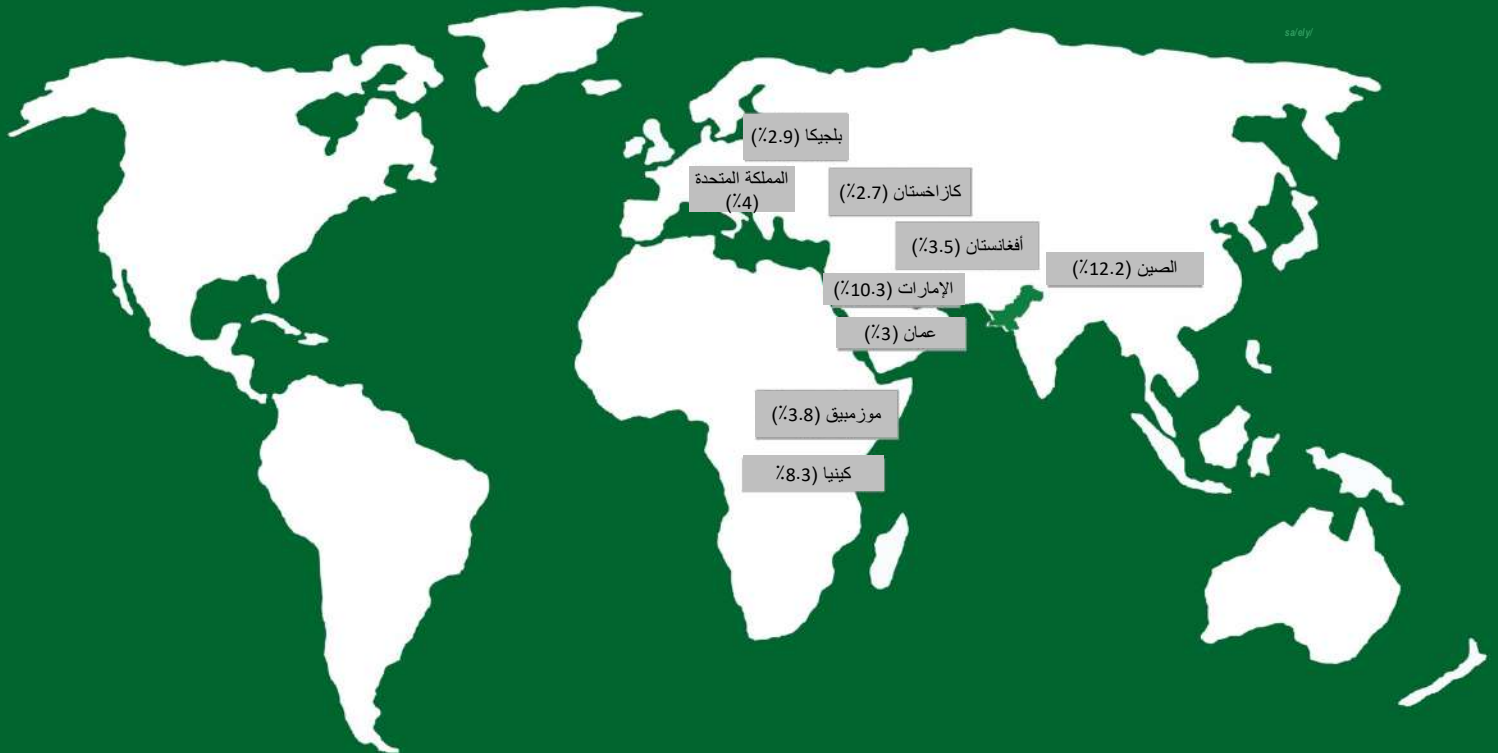 بلجيكا (2.9٪)
المملكة المتحدة
(4٪)
كازاخستان (2.7٪)
أفغانستان (3.5٪)
الصين (12.2٪)
الإمارات (10.3٪)
عمان (3٪)
موزمبيق (3.8٪)
كينيا (8.3٪